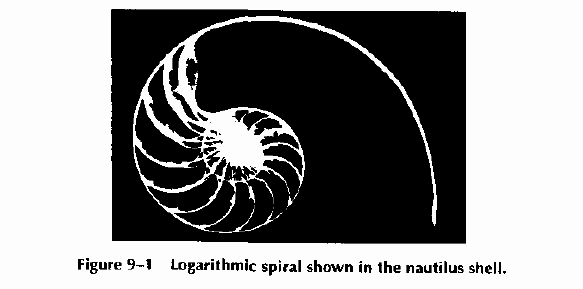 Figure 9–1 Logarithmic spiral shown in the nautilus shell.